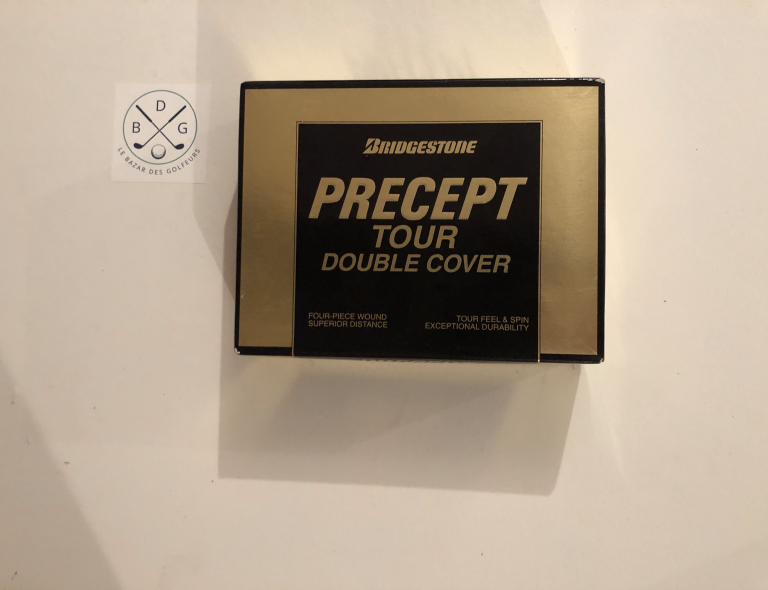 D
B G
LE BAZAR DES GOLFEURS
BRIDGESTONE
PRECEPT
TOUR
DOUBLE COVER
FOUR-PIECE WOUND
SUPERIOR DISTANCE
TOUR FEEL & SPIN
EXCEPTIONAL DURABILITY